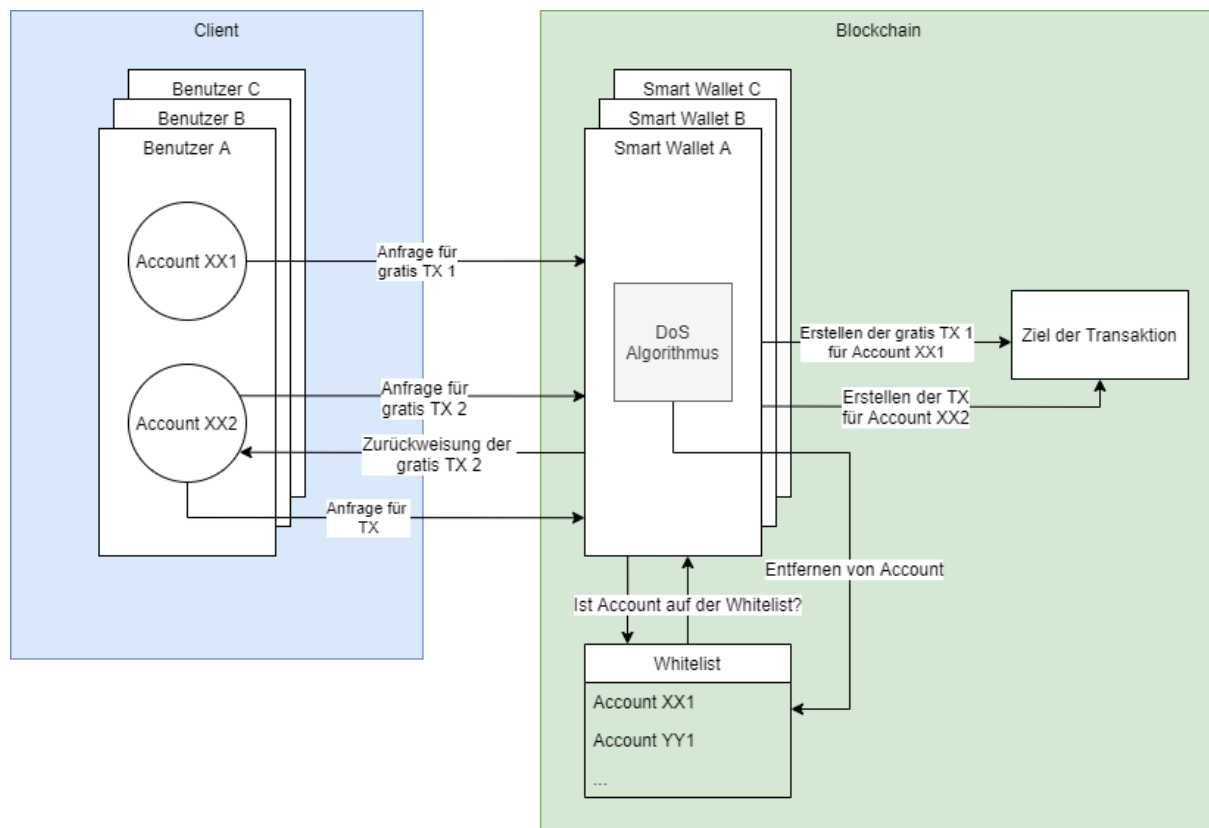 Client
Blockchain
Benutzer C
Benutzer B
Benutzer A
Account XX1
Account XX2
Anfrage für
gratis TX 1
Anfrage für
gratis TX 2
Zurückweisung der
gratis TX 2
Anfrage für
TX
Smart Wallet C
Smart Wallet B
Smart Wallet A
DoS
Algorithmus
Erstellen der gratis TX 1
für Account XX1
Erstellen der TX
für Account XX2
Ziel der Transaktion
Entfernen von Account
Ist Account auf der Whitelist?
Whitelist
Account XX1
Account YY1
...